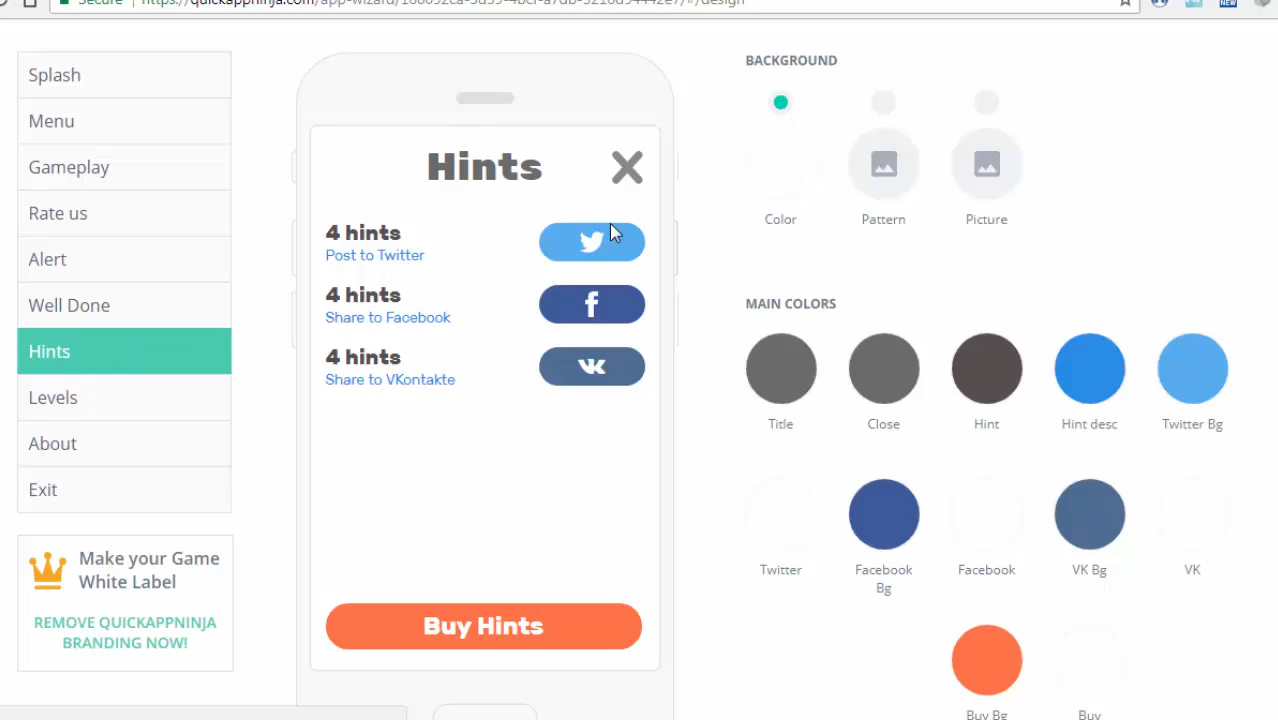 Secure
Splash
Menu
Gameplay
Rate us
Alert
Well Done
Hints
Levels
About
Exit
Make your Game
White Label
REMOVE QUICKAPPNINJA
BRANDING NOW!
Hints
4 hints
Post to Twitter
4 hints
Share to Facebook
f
4 hints
Share to VKontakte
Buy Hints
BACKGROUND
Color
Pattern
Picture
MAIN COLORS
Title
Close
Hint
Hint desc
Twitter Bg
Twitter
Facebook
Bg
Facebook
VK Bg
VK
Buy Bg
Buy
NEW